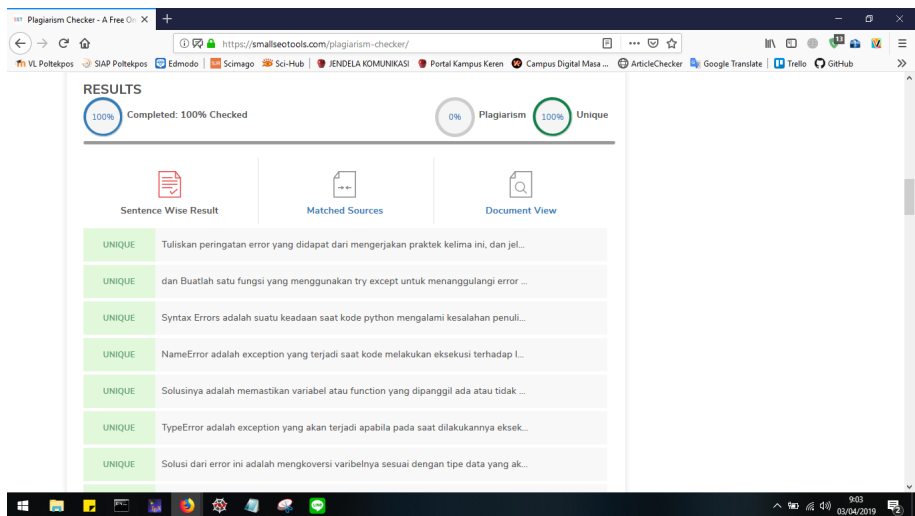 Plagiarism Checker - A Free On
https://smallseotools.com/plagiarism-checker/
VL Poltekpos SIAP Poltekpos Edmodo Scimago Sci-Hub JENDELA KOMUNIKASI Portal Kampus Keren Campus Digital Masa ... ArticleChecker Google Translate Trello GitHub
RESULTS
100% Completed: 100% Checked 0% Plagiarism 100% Unique
Sentence Wise Result Matched Sources Document View
UNIQUE Tuliskan peringatan error yang didapat dari mengerjakan praktek kelima ini, dan jel...
UNIQUE dan Buatlah satu fungsi yang menggunakan try except untuk menanggulangi error ...
UNIQUE Syntax Errors adalah suatu keadaan saat kode python mengalami kesalahan penuli...
UNIQUE NameError adalah exception yang terjadi saat kode melakukan eksekusi terhadap l...
UNIQUE Solusinya adalah memastikan variabel atau function yang dipanggil ada atau tidak ...
UNIQUE TypeError adalah exception yang akan terjadi apabila pada saat dilakukannya eksek...
UNIQUE Solusi dari error ini adalah mengkoversi varibelnya sesuai dengan tipe data yang ak...
9:03
03/04/2019